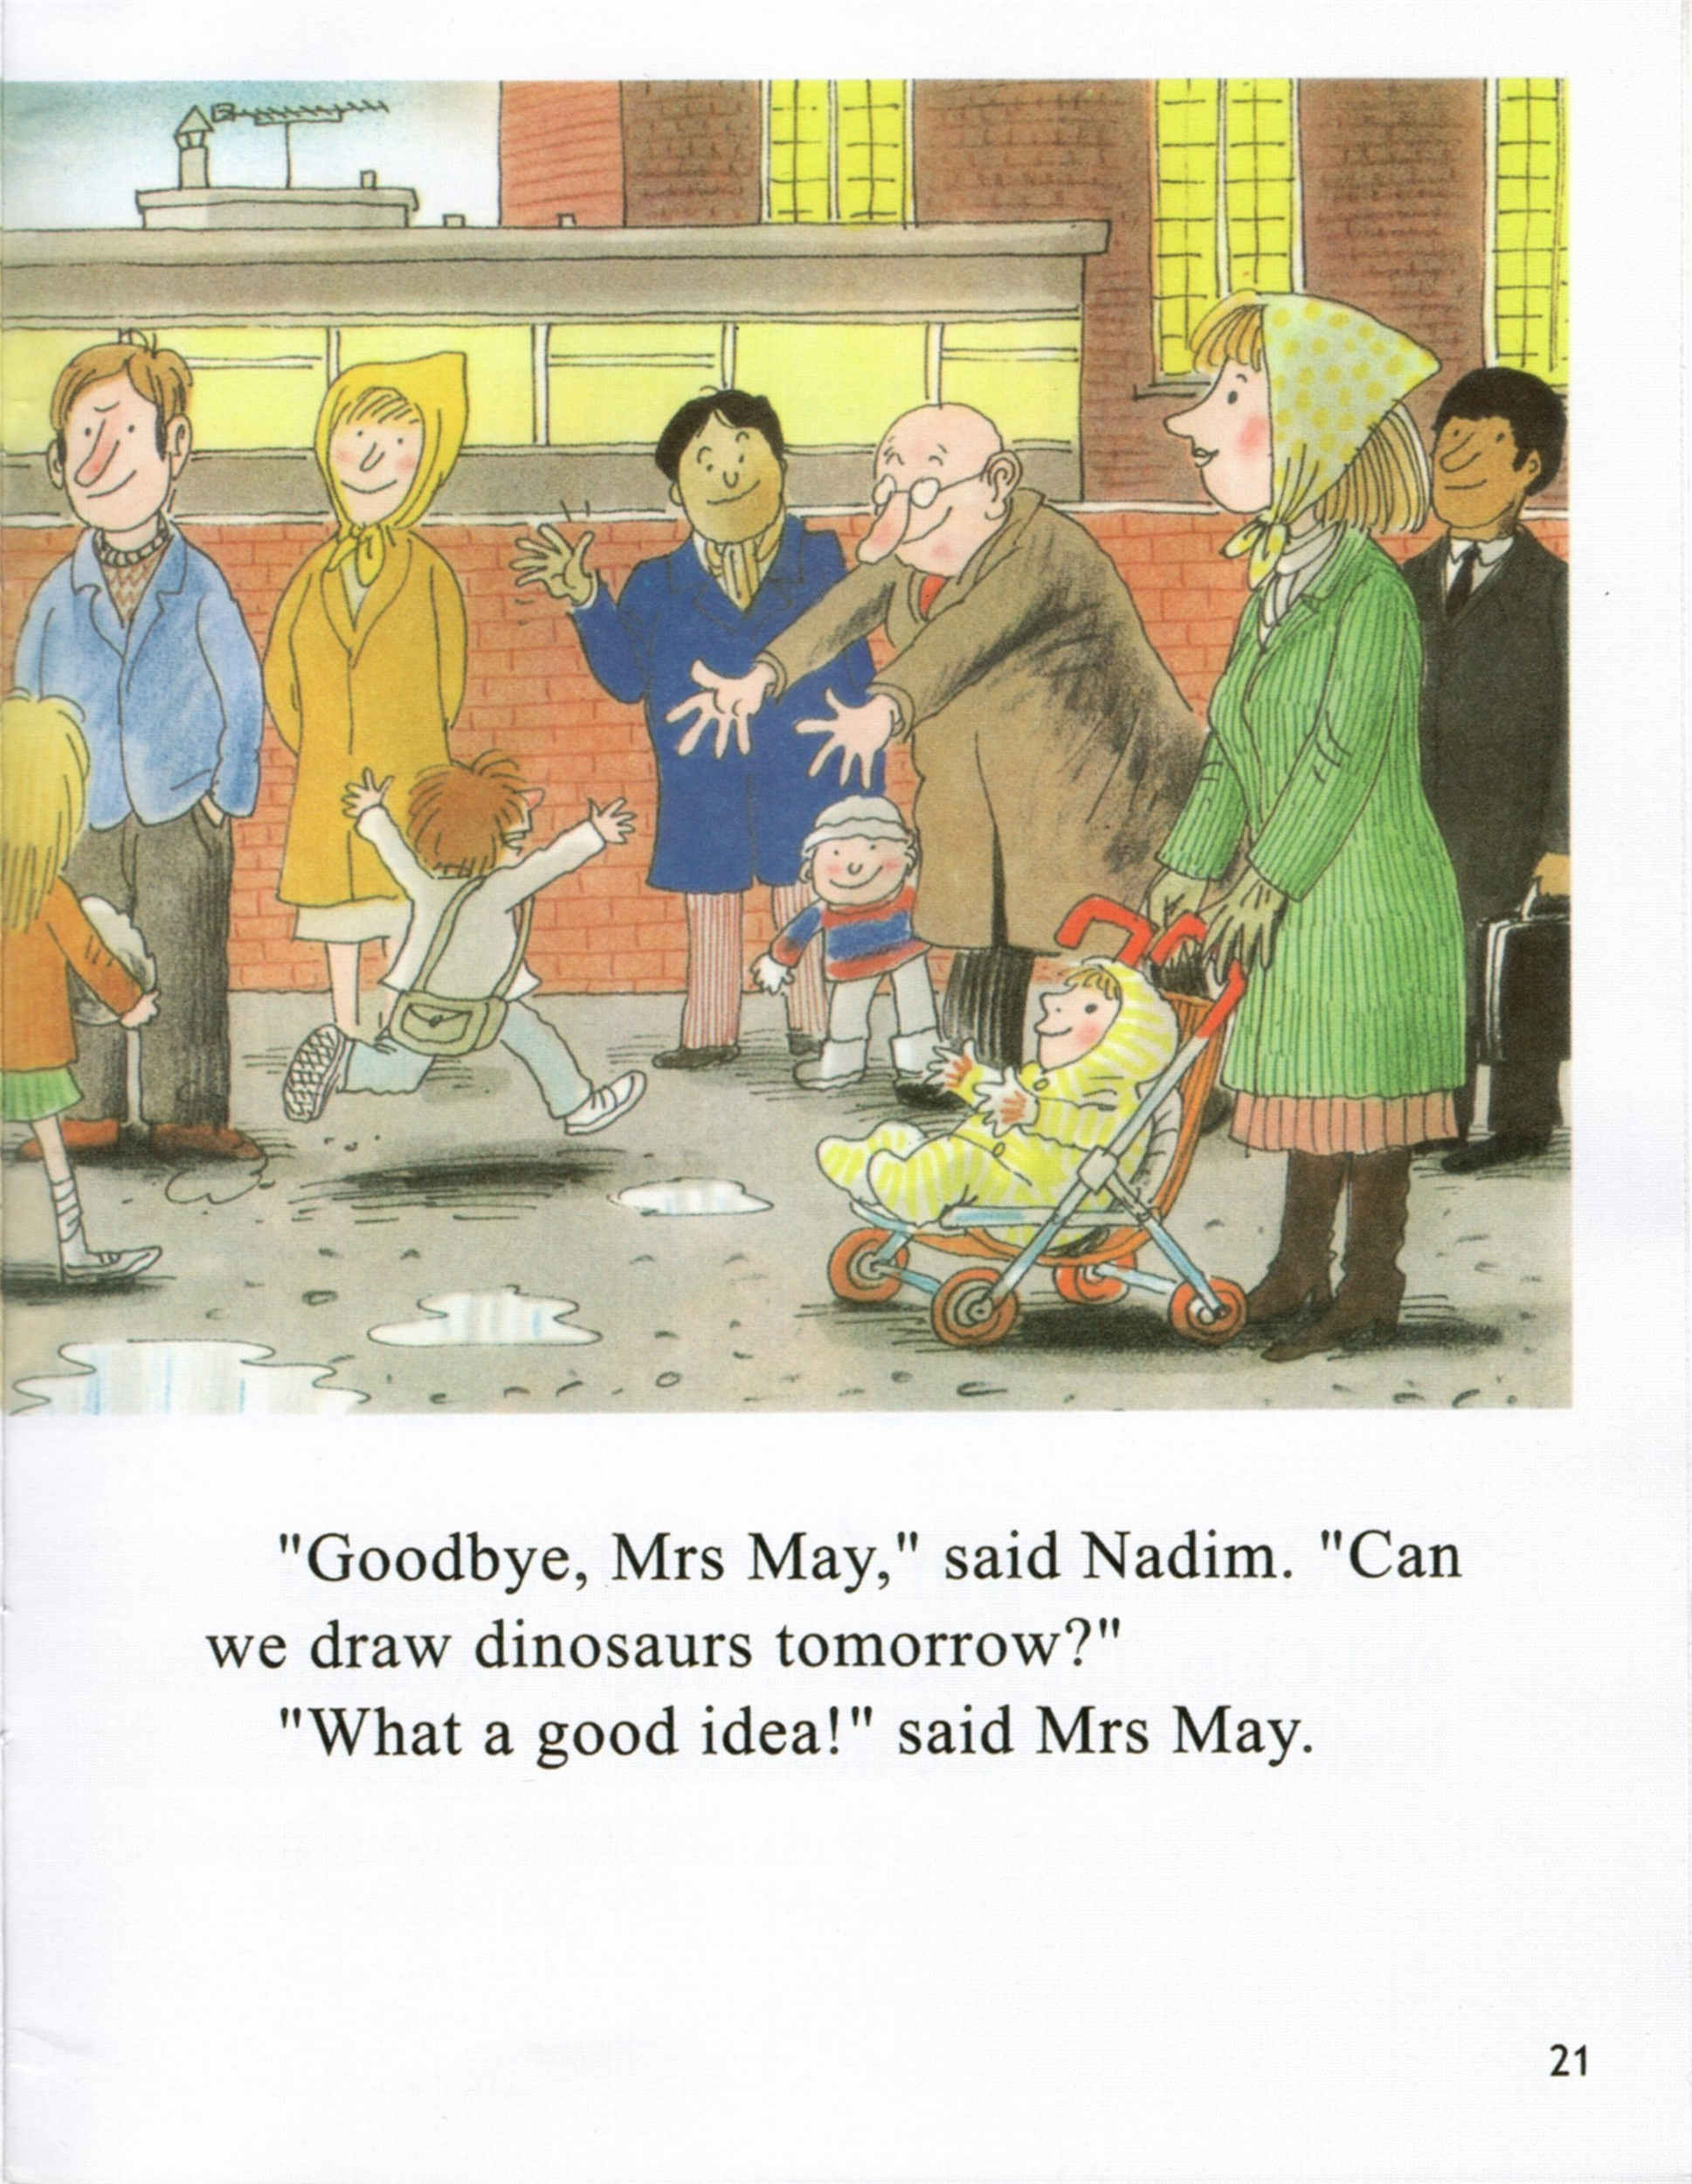 "Goodbye, Mrs May," said Nadim. "Can
we draw dinosaurs tomorrow?"
"What a good idea!" said Mrs May.
21